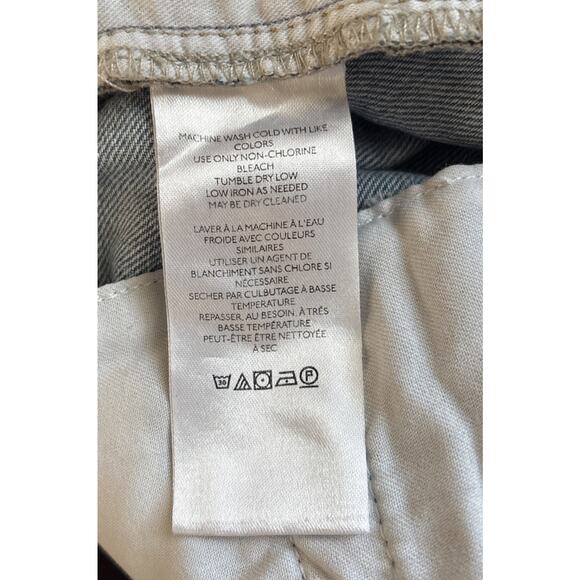 MACHINE WASH COLD WITH LIKE
COLORS
USE ONLY NON-CHLORINE
BLEACH
TUMBLE DRY LOW
LOW IRON AS NEEDED
MAY BE DRY CLEANED
LAVER À LA MACHINE À L'EAU
FROIDE AVEC COULEURS
SIMILAIRES
UTILISER UN AGENT DE
BLANCHIMENT SANS CHLORE SI
NÉCESSAIRE
SECHER PAR CULBUTAGE À BASSE
TEMPERATURE
REPASSER, AU BESOIN, À TRÈS
BASSE TEMPÉRATURE
PEUT-ÊTRE ÊTRE NETTOYÉE
À SEC
30 P